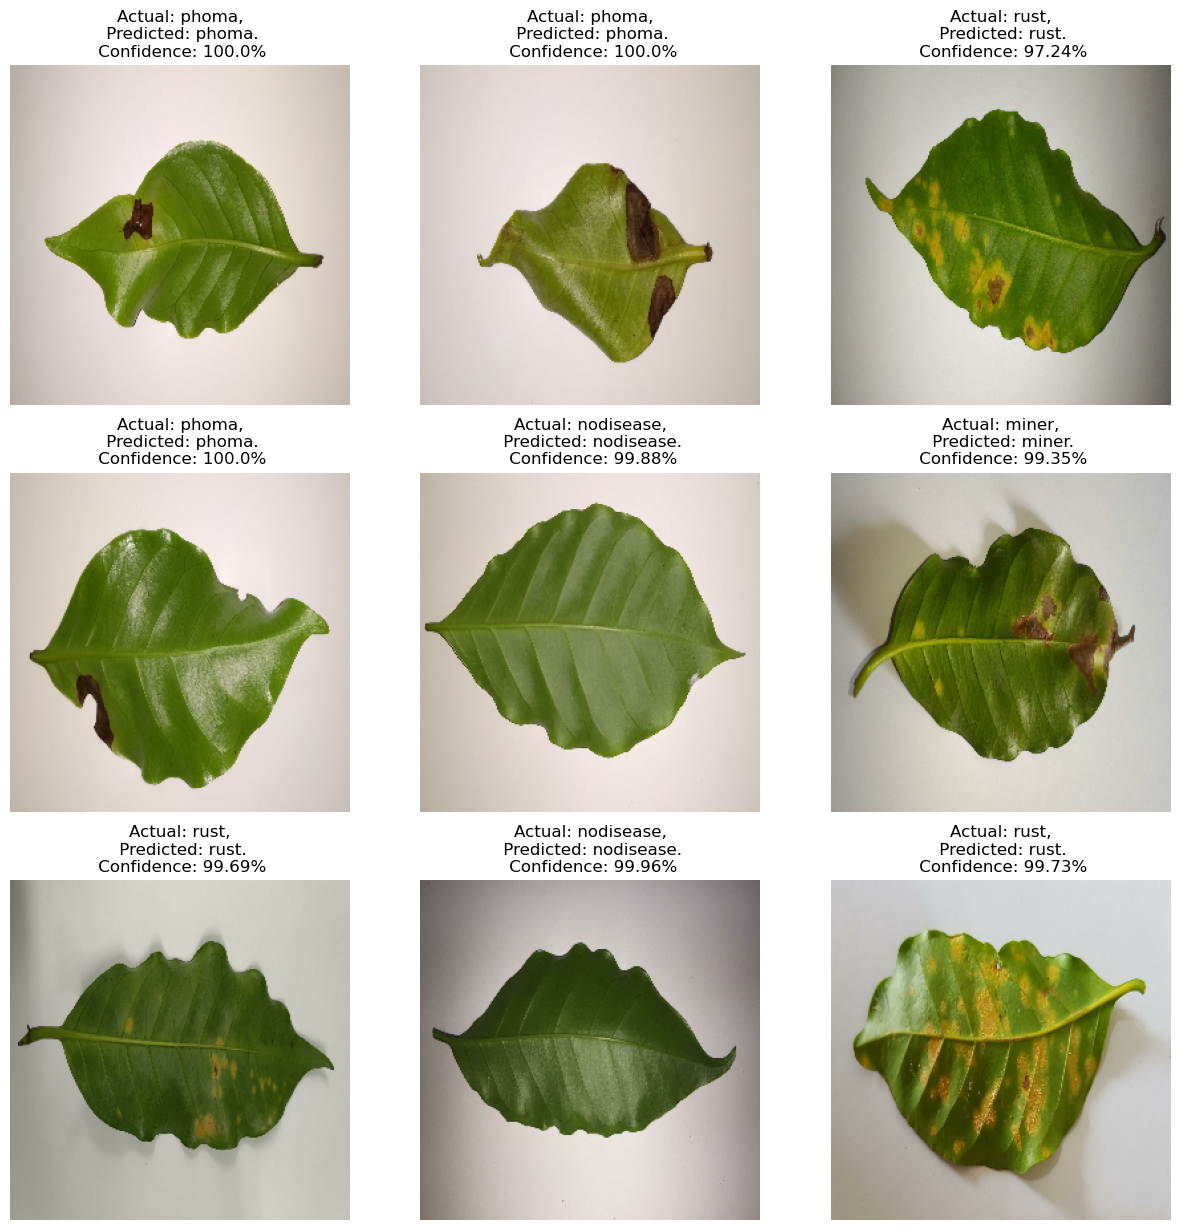 Actual: phoma,
Predicted: phoma.
Confidence: 100.0%
Actual: phoma,
Predicted: phoma.
Confidence: 100.0%
Actual: rust,
Predicted: rust.
Confidence: 97.24%
Actual: phoma,
Predicted: phoma.
Confidence: 100.0%
Actual: nodisease,
Predicted: nodisease.
Confidence: 99.88%
Actual: miner,
Predicted: miner.
Confidence: 99.35%
Actual: rust,
Predicted: rust.
Confidence: 99.69%
Actual: nodisease,
Predicted: nodisease.
Confidence: 99.96%
Actual: rust,
Predicted: rust.
Confidence: 99.73%